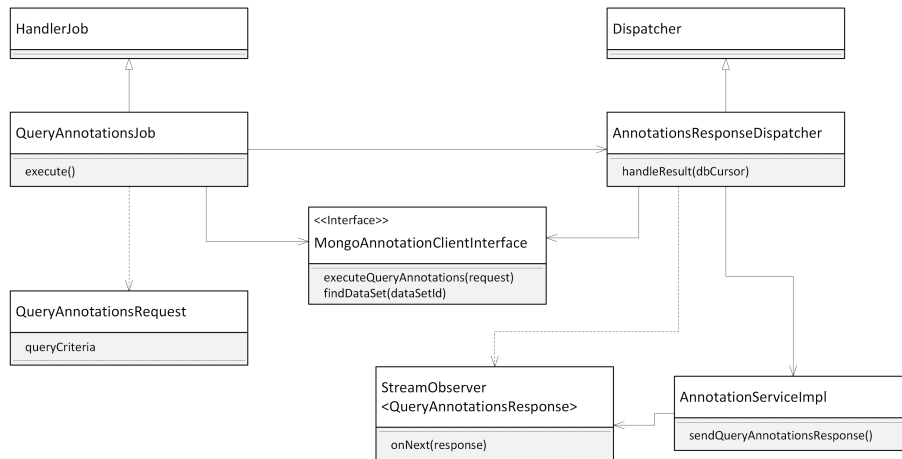 HandlerJob
Dispatcher
QueryAnnotationsJob
execute()
AnnotationsResponseDispatcher
handleResult(dbCursor)
<<Interface>>
MongoAnnotationClientInterface
executeQueryAnnotations(request)
findDataSet(dataSetId)
QueryAnnotationsRequest
queryCriteria
StreamObserver
<QueryAnnotationsResponse>
onNext(response)
AnnotationServiceImpl
sendQueryAnnotationsResponse()